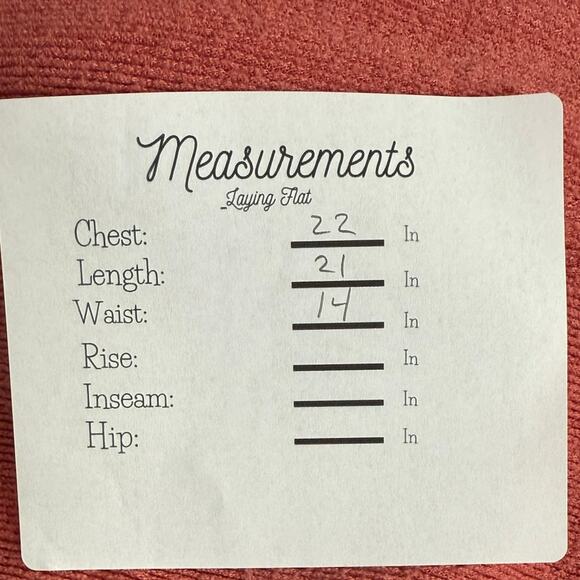 Measurements
Laying Flat
Chest: 22 In
Length: 21 In
Waist: 14 In
Rise: In
Inseam: In
Hip: In